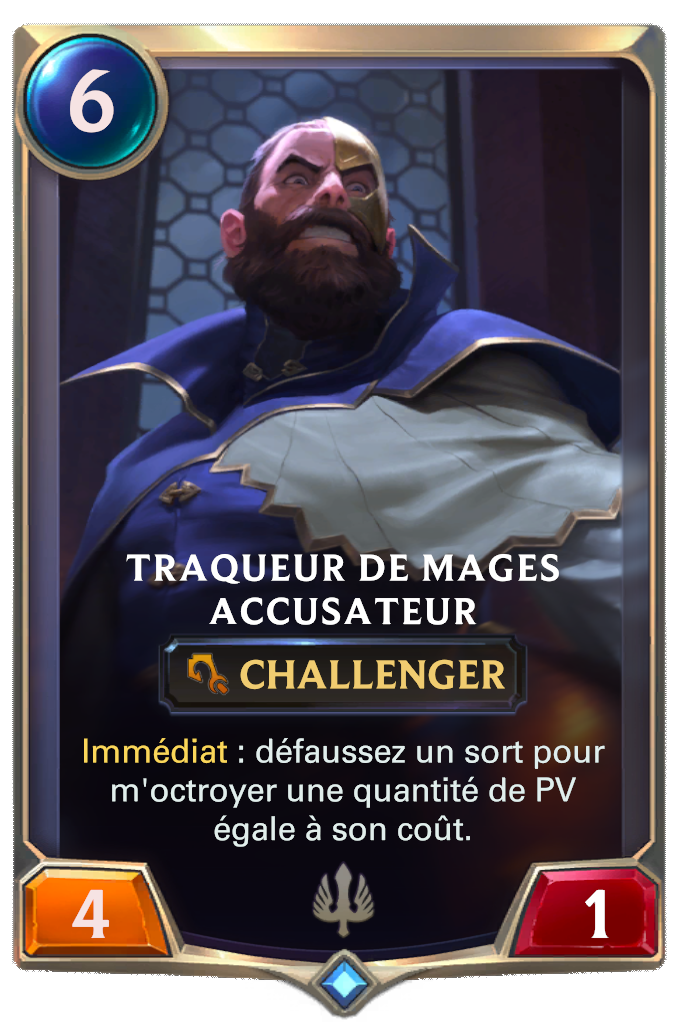 6
TRAQUEUR DE MAGES
ACCUSATEUR
CHALLENGER
Immédiat : défaussez un sort pour
m'octroyer une quantité de PV
égale à son coût.
4
1